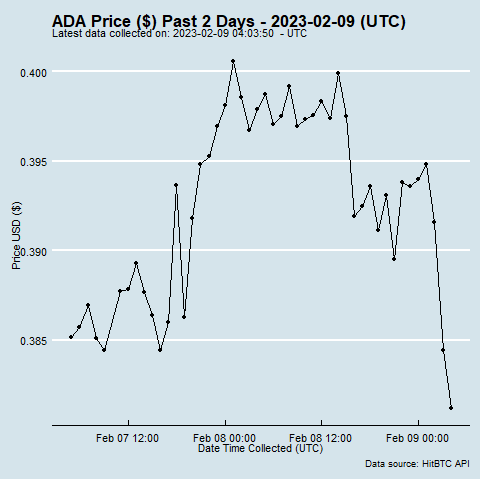 ADA Price ($) Past 2 Days - 2023-02-09 (UTC)
Latest data collected on: 2023-02-09 04:03:50 - UTC
0.400
0.395
0.390
0.385
Price USD ($)
Feb 07 12:00
Feb 08 00:00
Feb 08 12:00
Feb 09 00:00
Date Time Collected (UTC)
Data source: HitBTC API